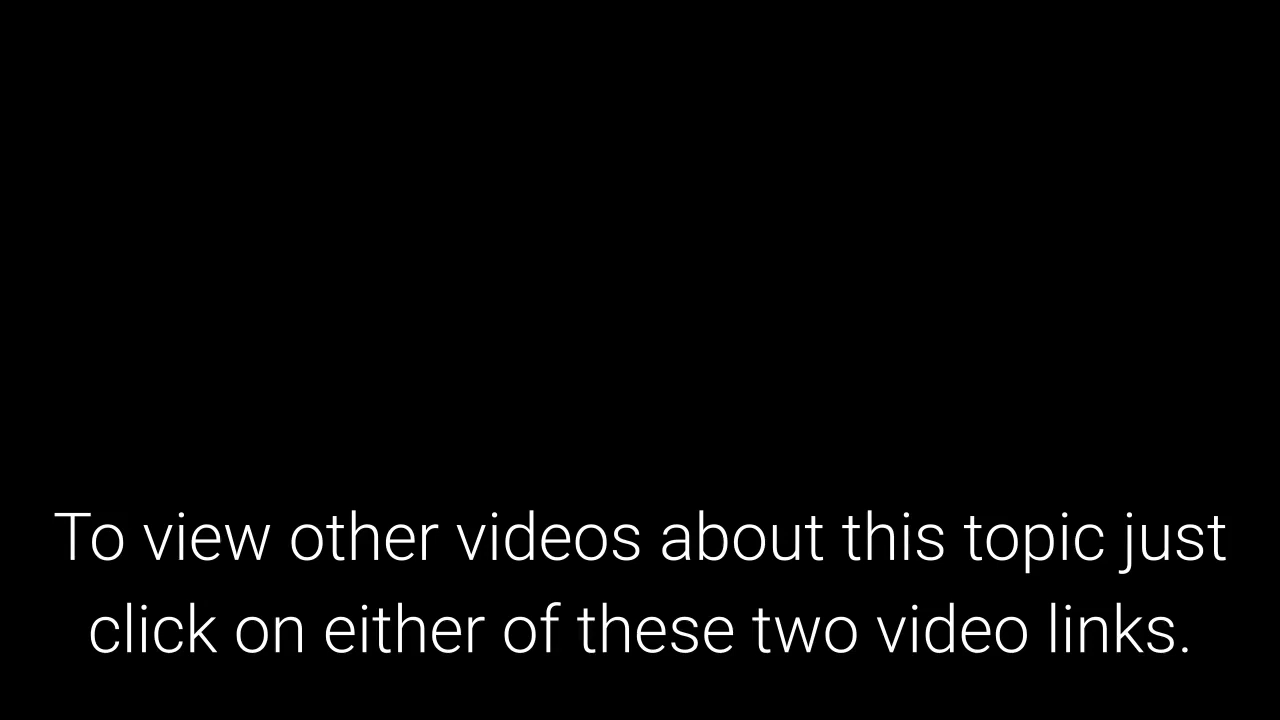 To view other videos about this topic just
click on either of these two video links.